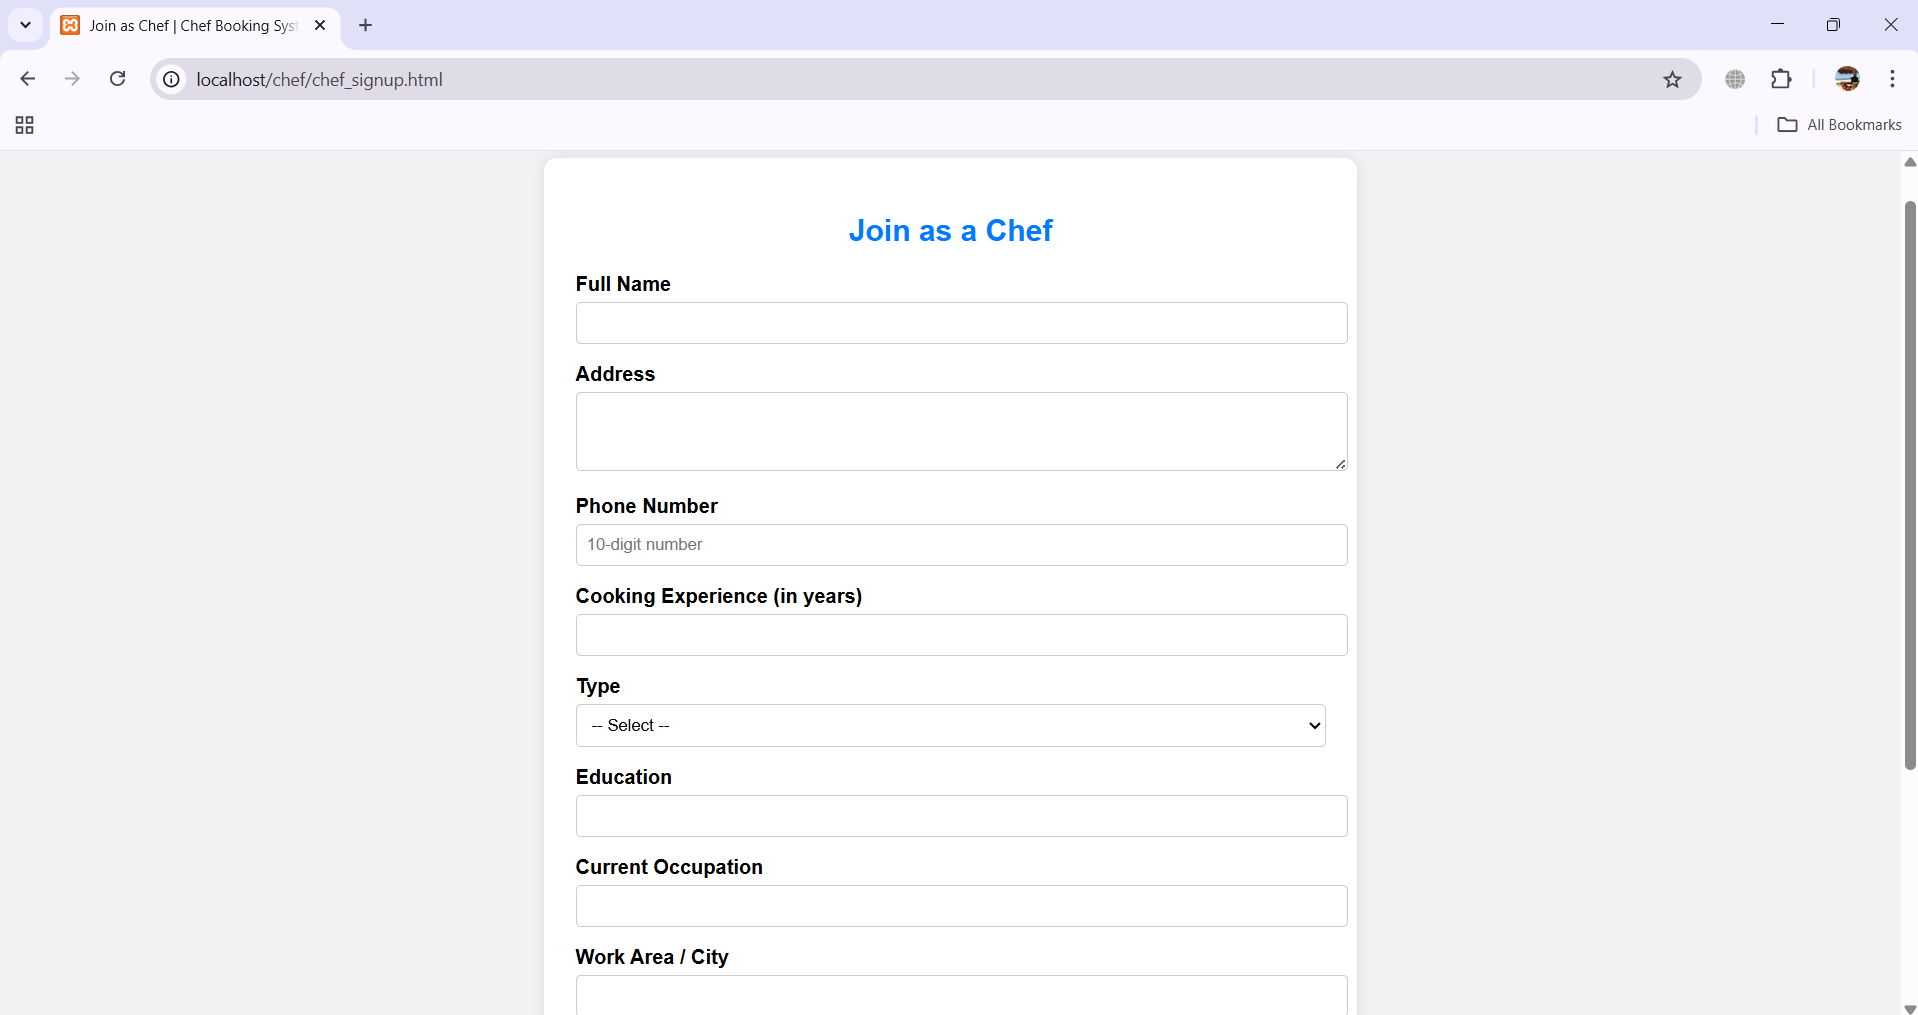 Join as Chef | Chef Booking Syst
localhost/chef/chef_signup.html
All Bookmarks
Join as a Chef
Full Name
Address
Phone Number
10-digit number
Cooking Experience (in years)
Type
-- Select --
Education
Current Occupation
Work Area / City